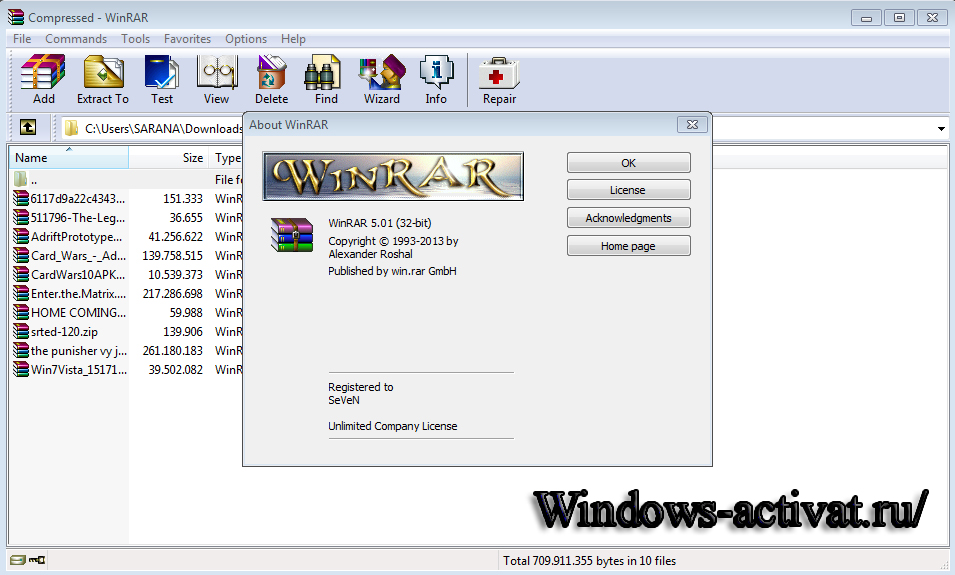 Compressed - WinRAR
File Commands Tools Favorites Options Help
Add Extract To Test View Delete Find Wizard Info Repair
C:\Users\SARANA\Downloads
Name Size Type
.. File fo
6117d9a22c4343... 151.333 WinR
511796-The-Leg... 36.655 WinR
AdriftPrototype... 41.256.622 WinR
Card_Wars_-_Ad... 139.758.515 WinR
CardWars10APK... 10.539.373 WinR
Enter.the.Matrix.... 217.286.698 WinR
HOME COMING... 59.988 WinR
srted-120.zip 139.906 WinR
the punisher vy j... 261.180.183 WinR
Win7Vista_15171... 39.502.082 WinR
About WinRAR
WINRAR
OK
License
Acknowledgments
Home page
WinRAR 5.01 (32-bit)
Copyright © 1993-2013 by
Alexander Roshal
Published by win.rar GmbH
Registered to
SeVeN
Unlimited Company License
Windows-activat.ru/
Total 709.911.355 bytes in 10 files